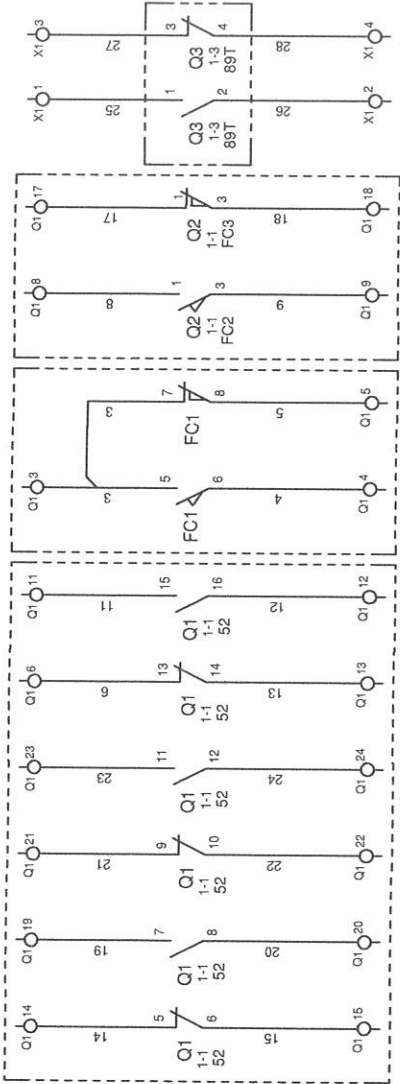 X1 3
27
3
4
Q3
1-3
89T
28
X1 4
X1 1
25
1
2
Q3
1-3
89T
26
X1 2
Q1 17
17
1
3
Q2
1-1
FC3
18
Q1 18
Q1 8
8
1
3
Q2
1-1
FC2
9
Q1 9
3
7
8
FC1
5
Q1 5
Q1 3
3
5
6
FC1
4
Q1 4
Q1 11
11
15
16
Q1
1-1
52
12
Q1 12
Q1 6
6
13
14
Q1
1-1
52
13
Q1 13
Q1 23
23
11
12
Q1
1-1
52
24
Q1 24
Q1 21
21
9
10
Q1
1-1
52
22
Q1 22
Q1 19
19
7
8
Q1
1-1
52
20
Q1 20
Q1 14
14
5
6
Q1
1-1
52
15
Q1 15